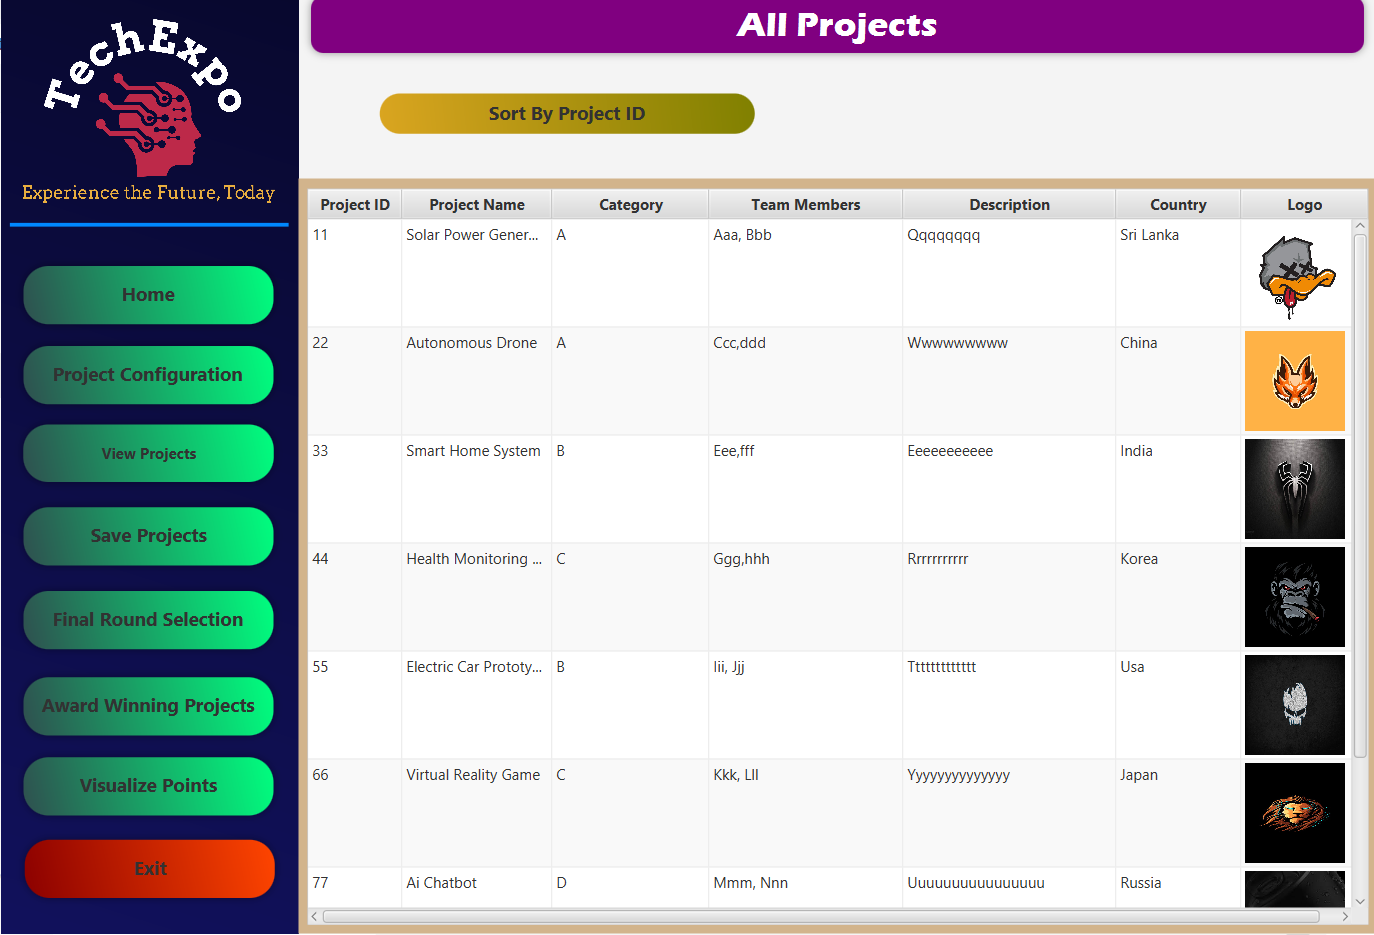 TechExpo
Experience the Future, Today
Home
Project Configuration
View Projects
Save Projects
Final Round Selection
Award Winning Projects
Visualize Points
Exit
All Projects
Sort By Project ID
Project ID Project Name Category Team Members Description Country Logo
11 Solar Power Gener... A Aaa, Bbb Qqqqqqqq Sri Lanka
22 Autonomous Drone A Ccc,ddd Wwwwwwwww China
33 Smart Home System B Eee,fff Eeeeeeeeeee India
44 Health Monitoring ... C Ggg,hhh Rrrrrrrrrrr Korea
55 Electric Car Prototy... B Iii, Jjj Tttttttttttttt Usa
66 Virtual Reality Game C Kkk, Lll Yyyyyyyyyyyyy Japan
77 Ai Chatbot D Mmm, Nnn Uuuuuuuuuuuuuuuu Russia